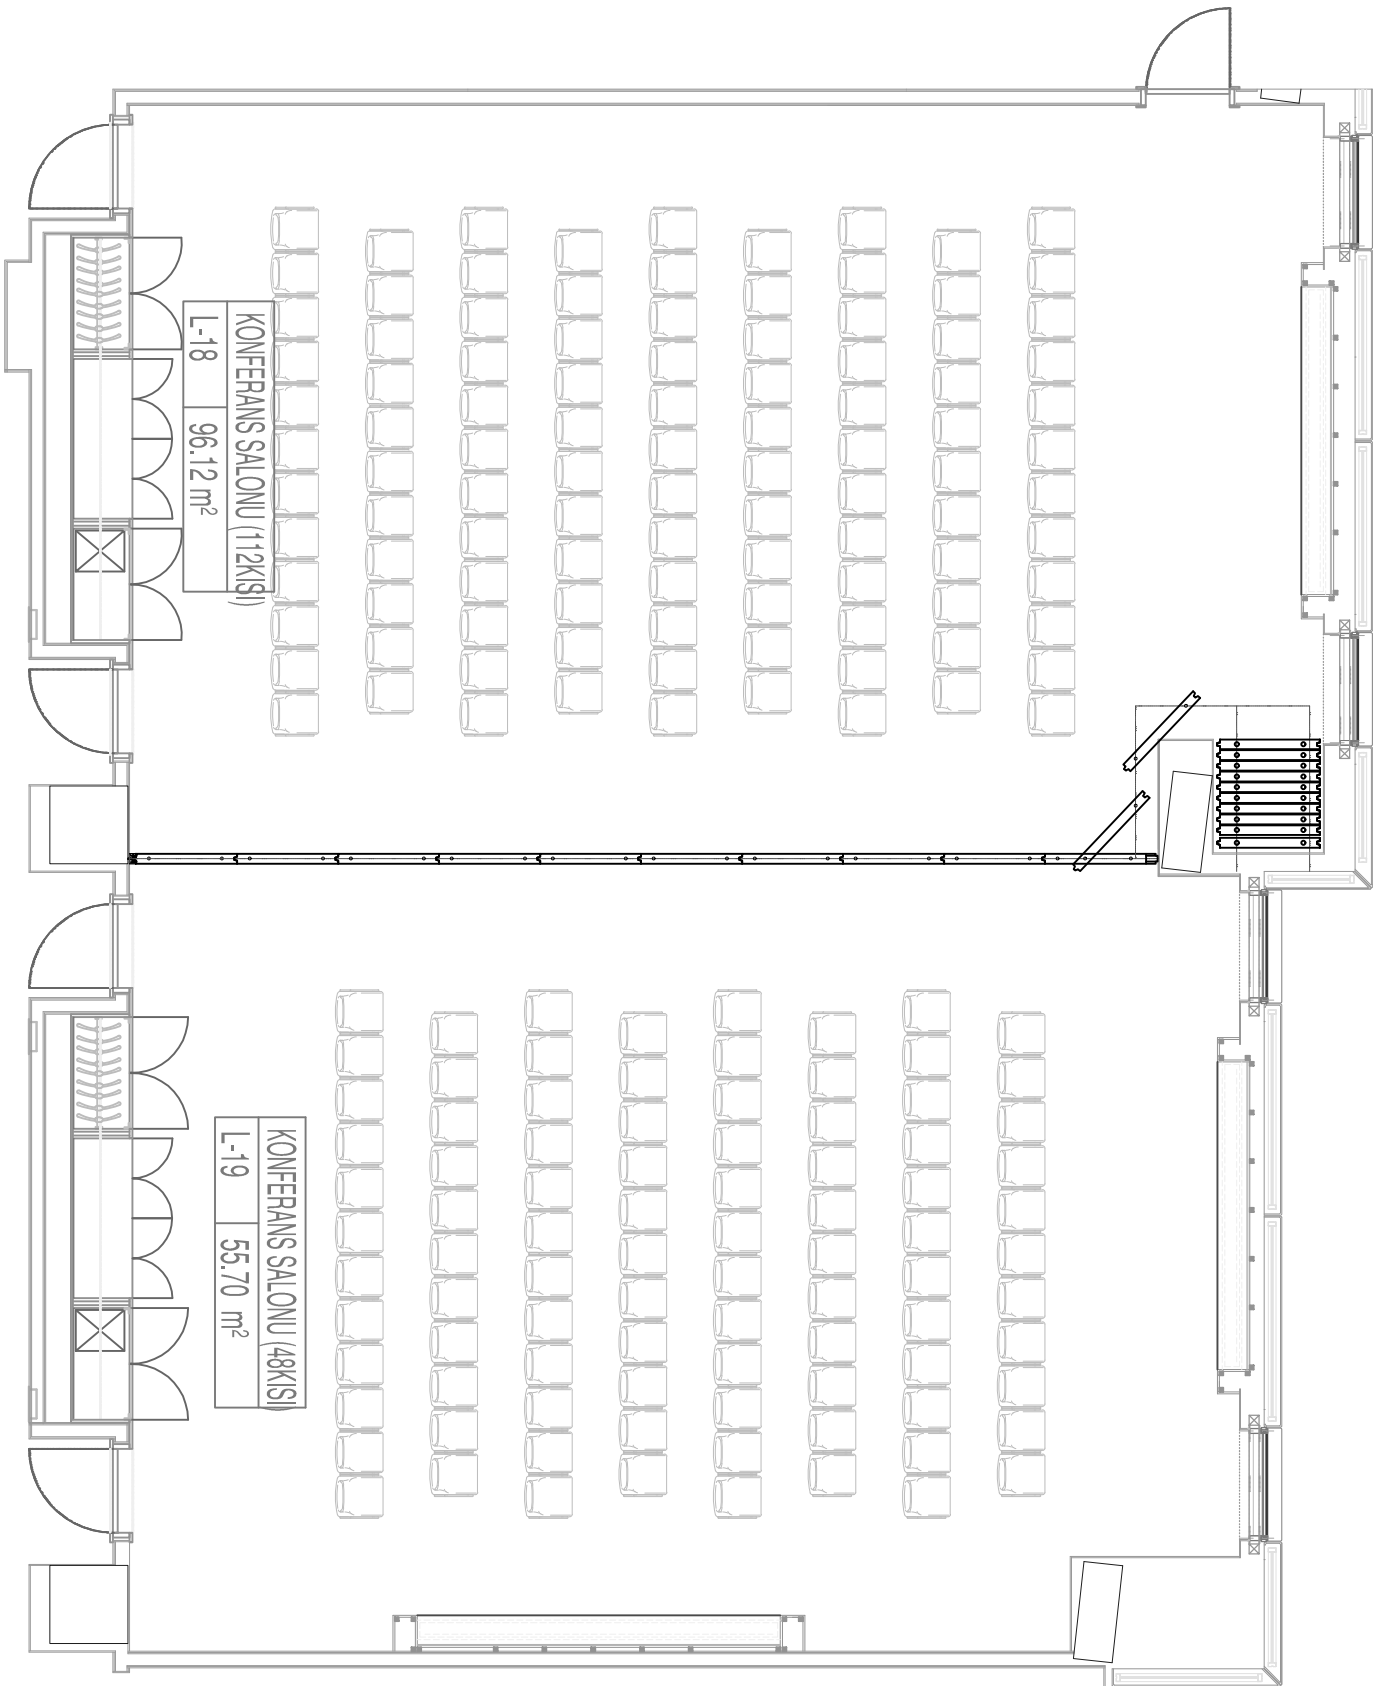 KONFERANS SALONU (112KISI)
L-18
96.12 m²
KONFERANS SALONU (48KISI)
L-19
55.70 m²